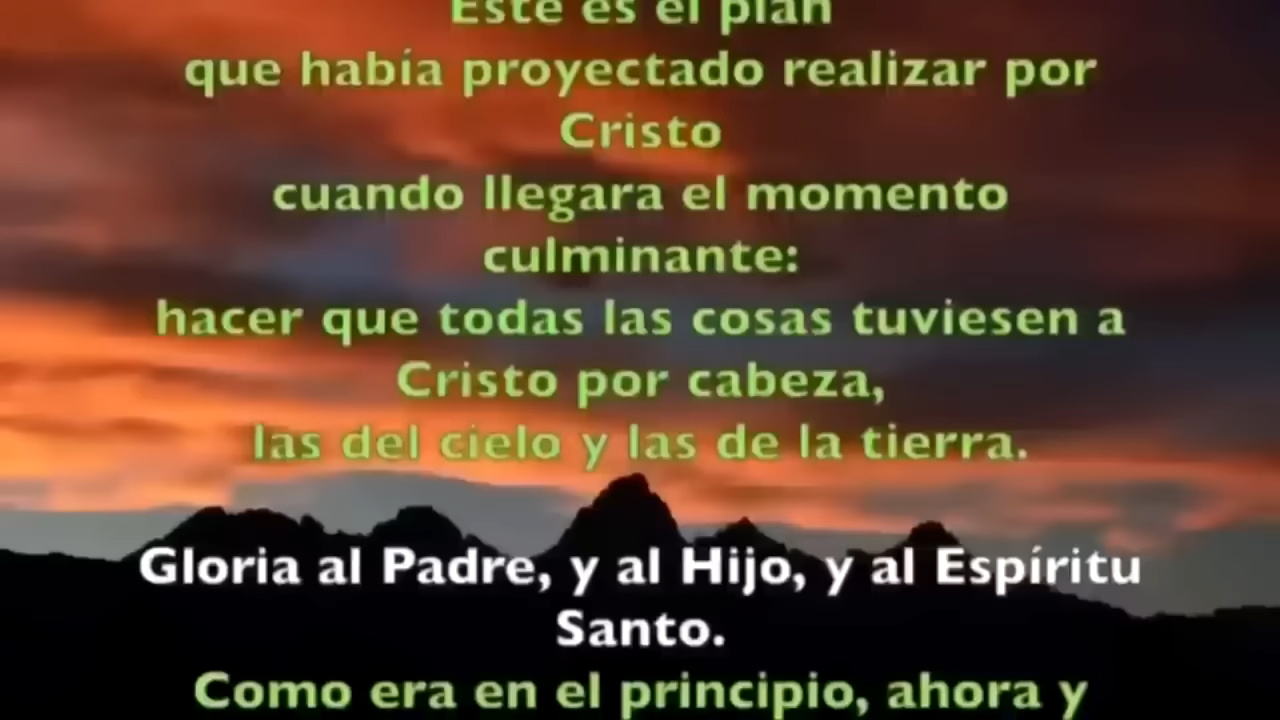 Este es el plan
que había proyectado realizar por
Cristo
cuando llegara el momento
culminante:
hacer que todas las cosas tuviesen a
Cristo por cabeza,
las del cielo y las de la tierra.
Gloria al Padre, y al Hijo, y al Espíritu
Santo.
Como era en el principio, ahora y